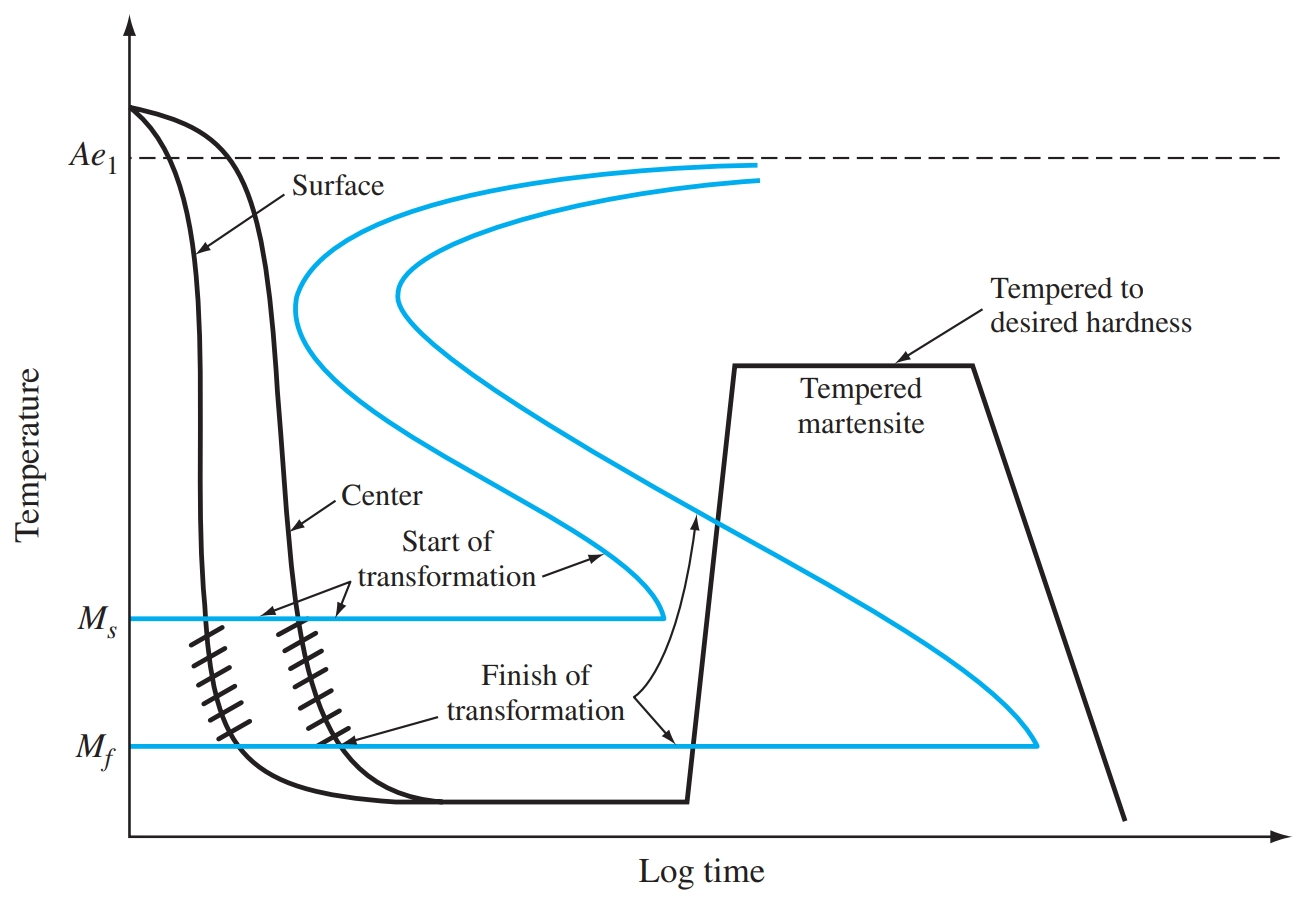 Ae1
Surface
Tempered to
desired hardness
Tempered
martensite
Temperature
Center
Start of
transformation
Ms
Finish of
transformation
Mf
Log time